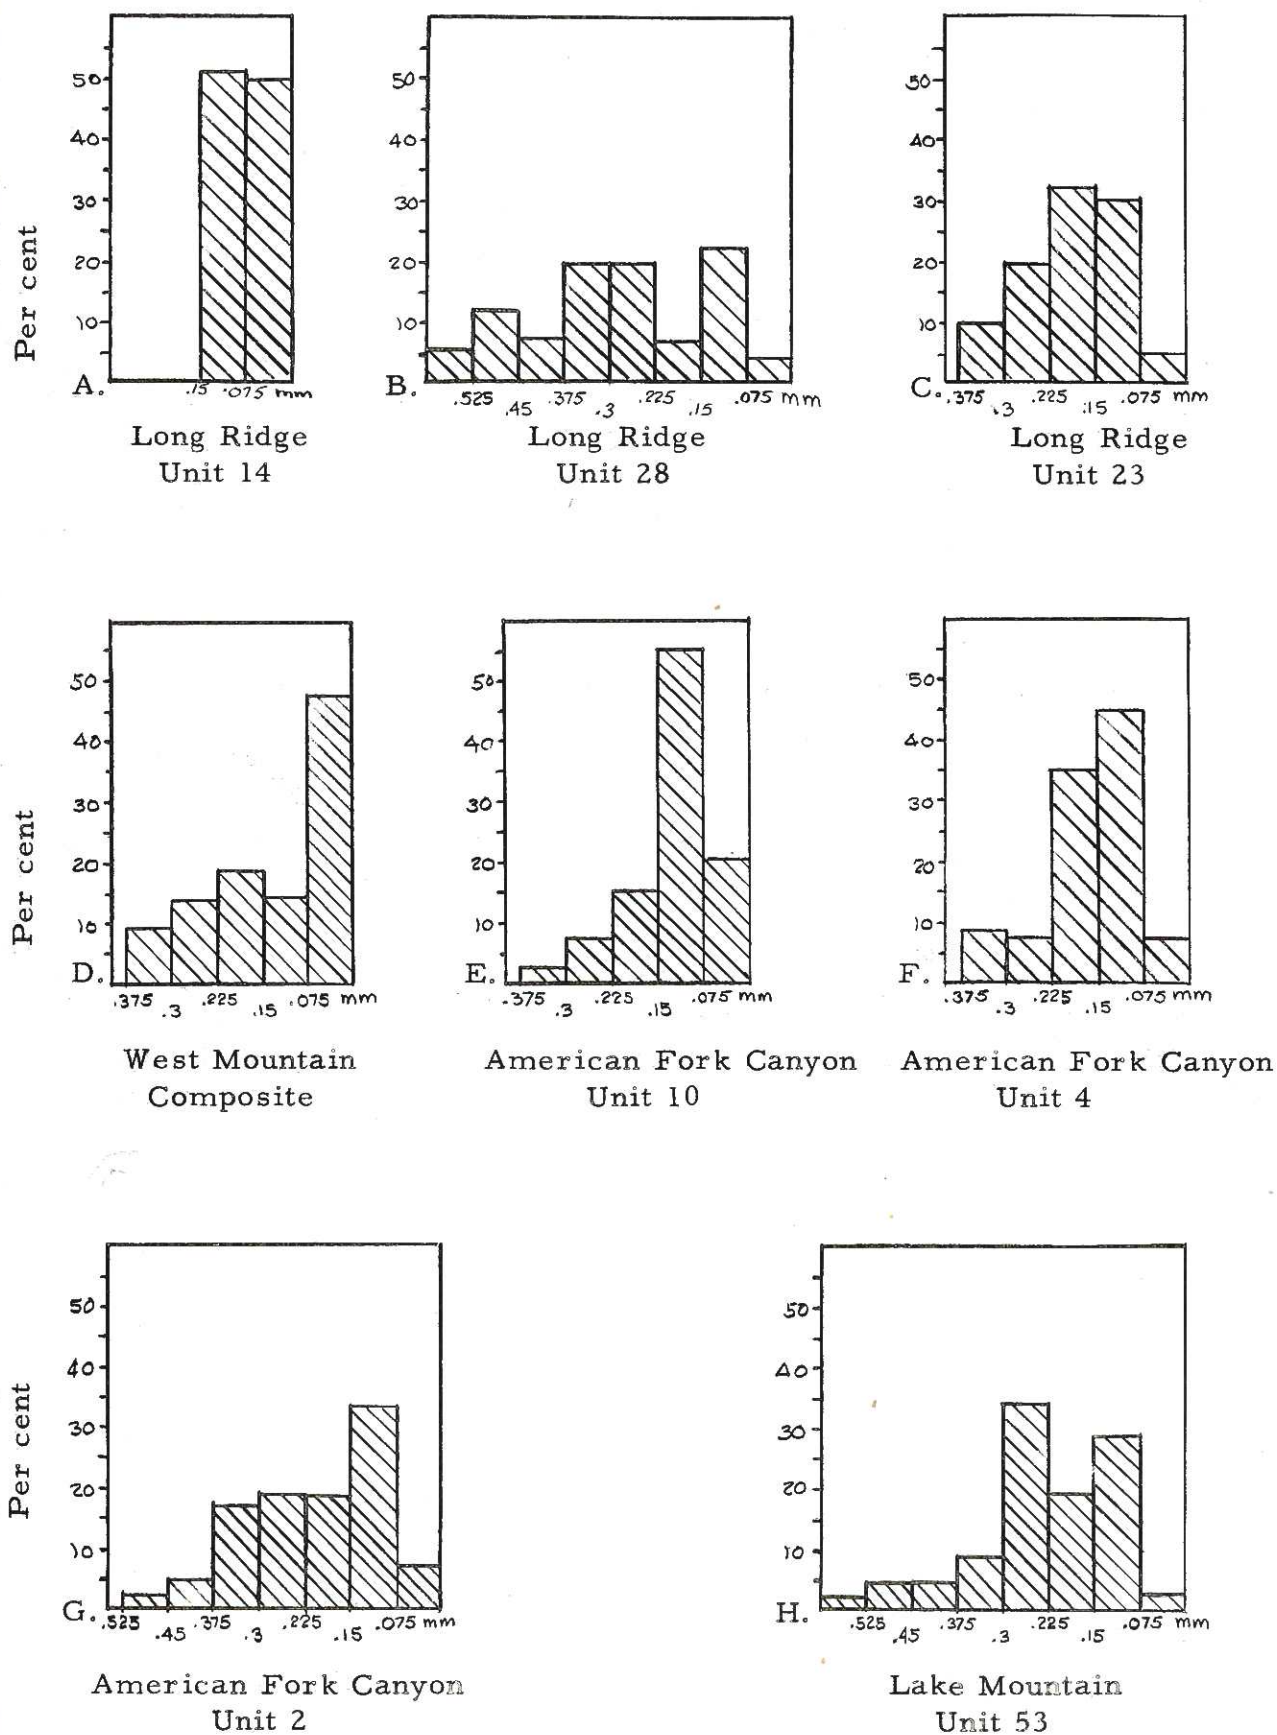 Per cent
50
40
30
20
10
A.
.15 .075 mm
Long Ridge
Unit 14
50
40
30
20
10
B.
.525 .45 .375 .3 .225 .15 .075 mm
Long Ridge
Unit 28
50
40
30
20
10
C.
.375 .3 .225 .15 .075 mm
Long Ridge
Unit 23
Per cent
50
40
30
20
10
D.
.375 .3 .225 .15 .075 mm
West Mountain
Composite
50
40
30
20
10
E.
.375 .3 .225 .15 .075 mm
American Fork Canyon
Unit 10
50
40
30
20
10
F.
.375 .3 .225 .15 .075 mm
American Fork Canyon
Unit 4
Per cent
50
40
30
20
10
G.
.525 .45 .375 .3 .225 .15 .075 mm
American Fork Canyon
Unit 2
50
40
30
20
10
H.
.525 .45 .375 .3 .225 .15 .075 mm
Lake Mountain
Unit 53